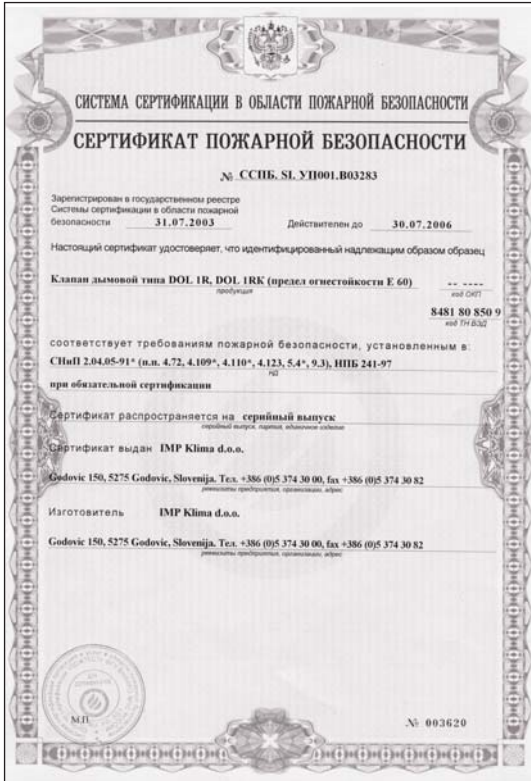 СИСТЕМА СЕРТИФИКАЦИИ В ОБЛАСТИ ПОЖАРНОЙ БЕЗОПАСНОСТИ
СЕРТИФИКАТ ПОЖАРНОЙ БЕЗОПАСНОСТИ
№ ССПБ. SI. УП001.В03283
Зарегистрирован в государственном реестре
Системы сертификации в области пожарной
безопасности 31.07.2003 Действителен до 30.07.2006
Настоящий сертификат удостоверяет, что идентифицированный надлежащим образом образец
Клапан дымовой типа DOL 1R, DOL 1RK (предел огнестойкости E 60) -- ----
продукция код ОКП
8481 80 850 9
код ТН ВЭД
соответствует требованиям пожарной безопасности, установленным в:
СНиП 2.04.05-91* (п.п. 4.72, 4.109*, 4.110*, 4.123, 5.4*, 9.3), НПБ 241-97
НД
при обязательной сертификации
Сертификат распространяется на серийный выпуск
серийный выпуск, партия, единичное изделие
Сертификат выдан IMP Klima d.o.o.
Godovic 150, 5275 Godovic, Slovenija. Тел. +386 (0)5 374 30 00, fax +386 (0)5 374 30 82
реквизиты предприятия, организации, адрес
Изготовитель IMP Klima d.o.o.
Godovic 150, 5275 Godovic, Slovenija. Тел. +386 (0)5 374 30 00, fax +386 (0)5 374 30 82
реквизиты предприятия, организации, адрес
М.П.
№ 003620